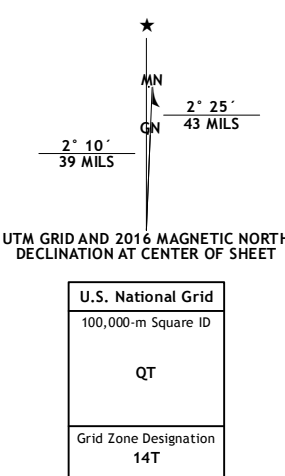 ★
MN
GN
2° 25´
43 MILS
2° 10´
39 MILS
UTM GRID AND 2016 MAGNETIC NORTH
DECLINATION AT CENTER OF SHEET
U.S. National Grid
100,000-m Square ID
QT
Grid Zone Designation
14T